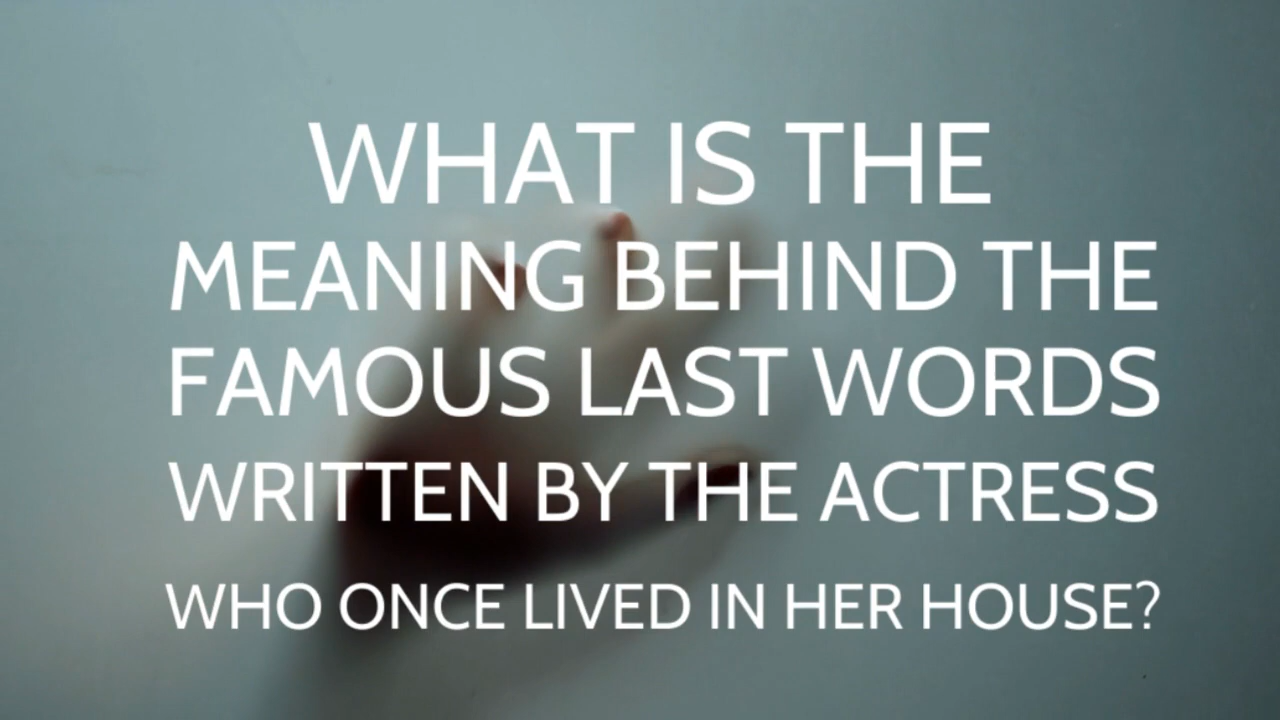 WHAT IS THE
MEANING BEHIND THE
FAMOUS LAST WORDS
WRITTEN BY THE ACTRESS
WHO ONCE LIVED IN HER HOUSE?